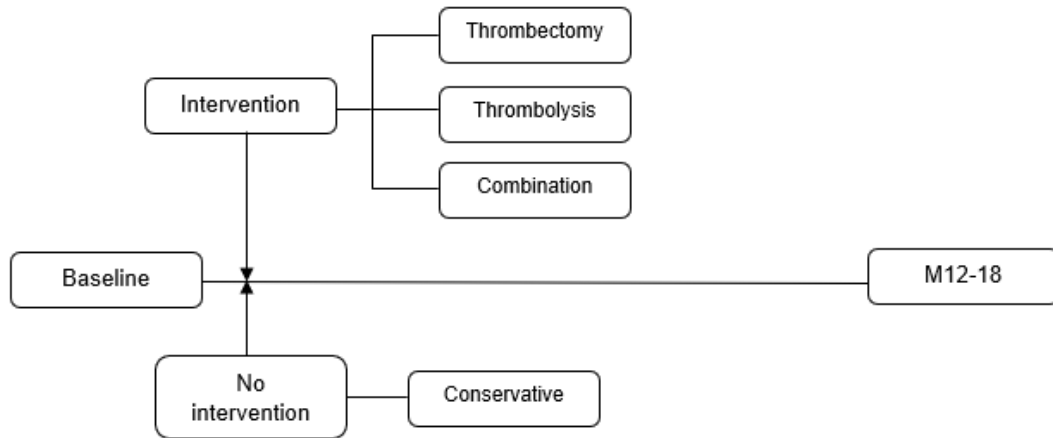 Thrombectomy
Intervention
Thrombolysis
Combination
Baseline
M12-18
No
intervention
Conservative